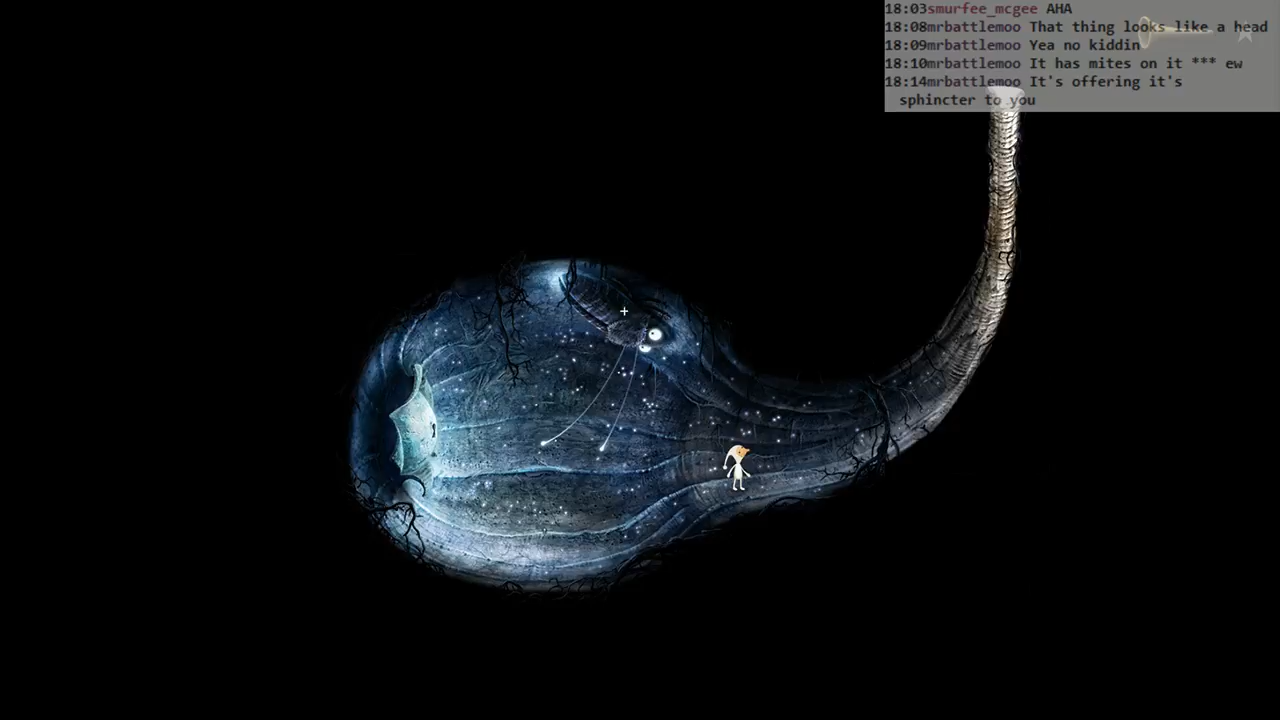 18:03smurfee_mcgee AHA
18:08mrbattlemoo That thing looks like a head
18:09mrbattlemoo Yea no kiddin
18:10mrbattlemoo It has mites on it *** ew
18:14mrbattlemoo It's offering it's
sphincter to you